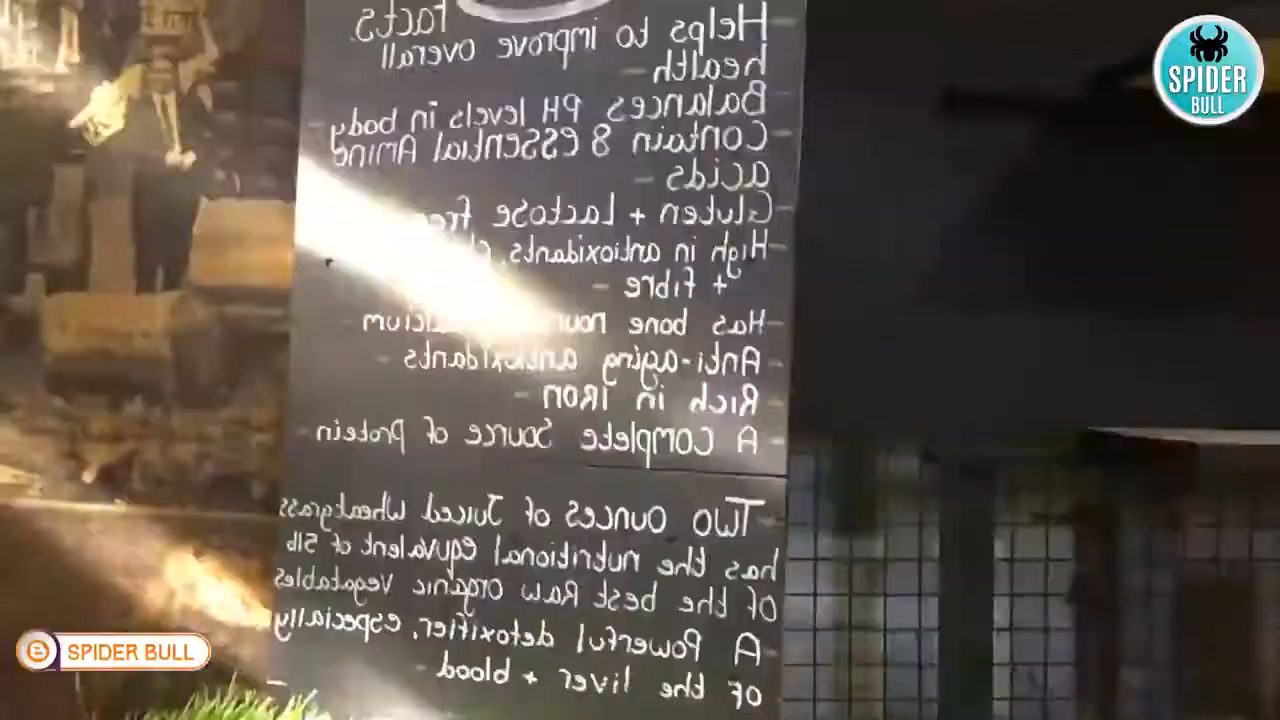 Facts
Helps to improve overall
health -
Balances PH levels in body -
Contain 8 essential Amino
acids -
- Gluten + Lactose free
- High in antioxidants,
+ fibre -
- Has bone
- Anti-aging antioxidants -
- Rich in IRON -
- A Complete Source of protein -
- Two Ounces of Juiced Wheatgrass
has the nutritional equvalent of 5lb
Of the best Raw organic vegatables
- A Powerful detoxifier, especially
of the liver + blood -
SPIDER
BULL
SPIDER BULL